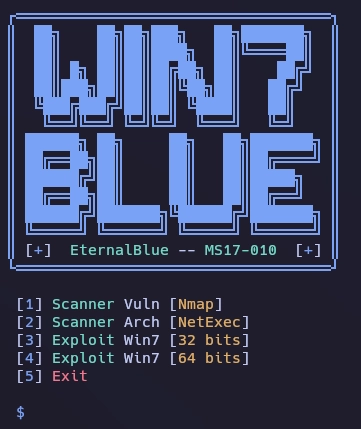 WIN7
BLUE
[+] EternalBlue -- MS17-010 [+]
[1] Scanner Vuln [Nmap]
[2] Scanner Arch [NetExec]
[3] Exploit Win7 [32 bits]
[4] Exploit Win7 [64 bits]
[5] Exit
$